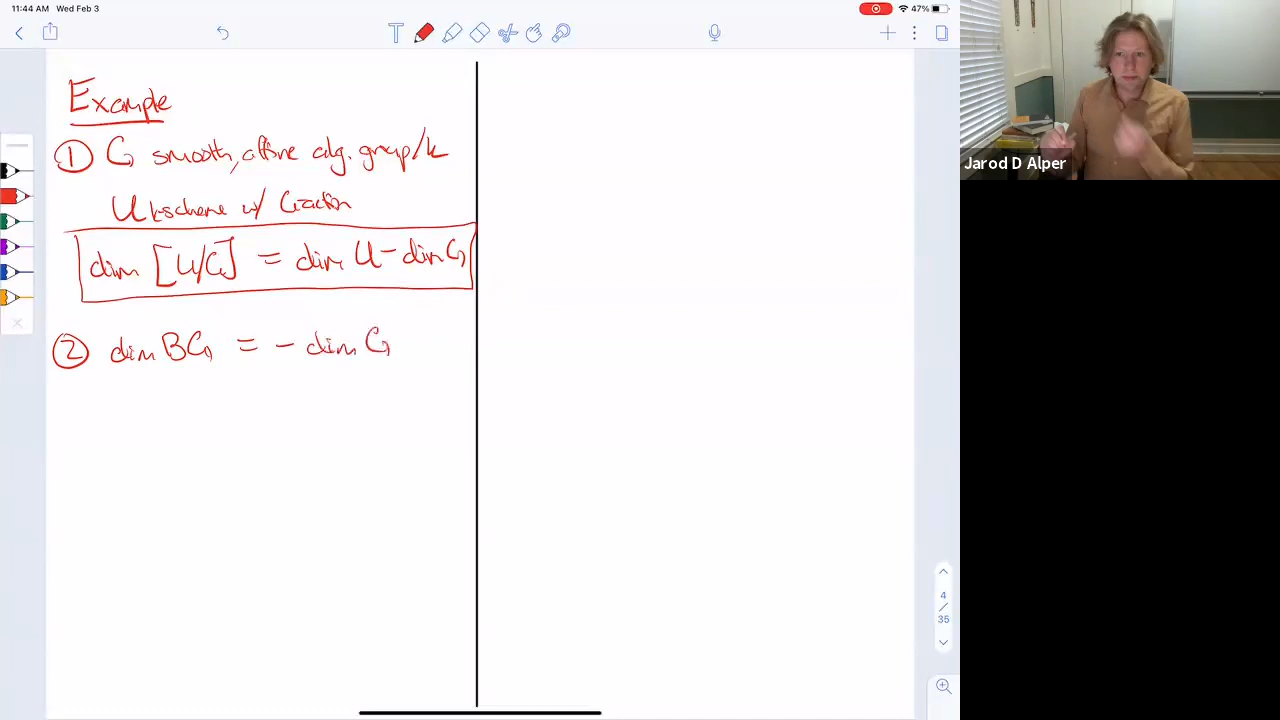 11:44 AM Wed Feb 3
47%
Example
① G smooth, affine alg. group/k
U k-scheme w/ G-action
dim [U/G] = dim U - dim G
② dim BG = - dim G
Jarod D Alper
4
/
35